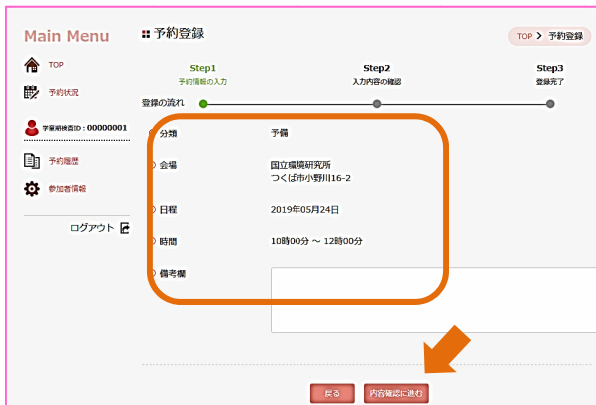 Main Menu
TOP
予約状況
学童期検査ID:00000001
予約履歴
参加者情報
ログアウト
予約登録
TOP > 予約登録
Step1
予約情報の入力
Step2
入力内容の確認
Step3
登録完了
登録の流れ
分類
予備
会場
国立環境研究所
つくば市小野川16-2
日程
2019年05月24日
時間
10時00分 ~ 12時00分
備考欄
戻る
内容確認に進む